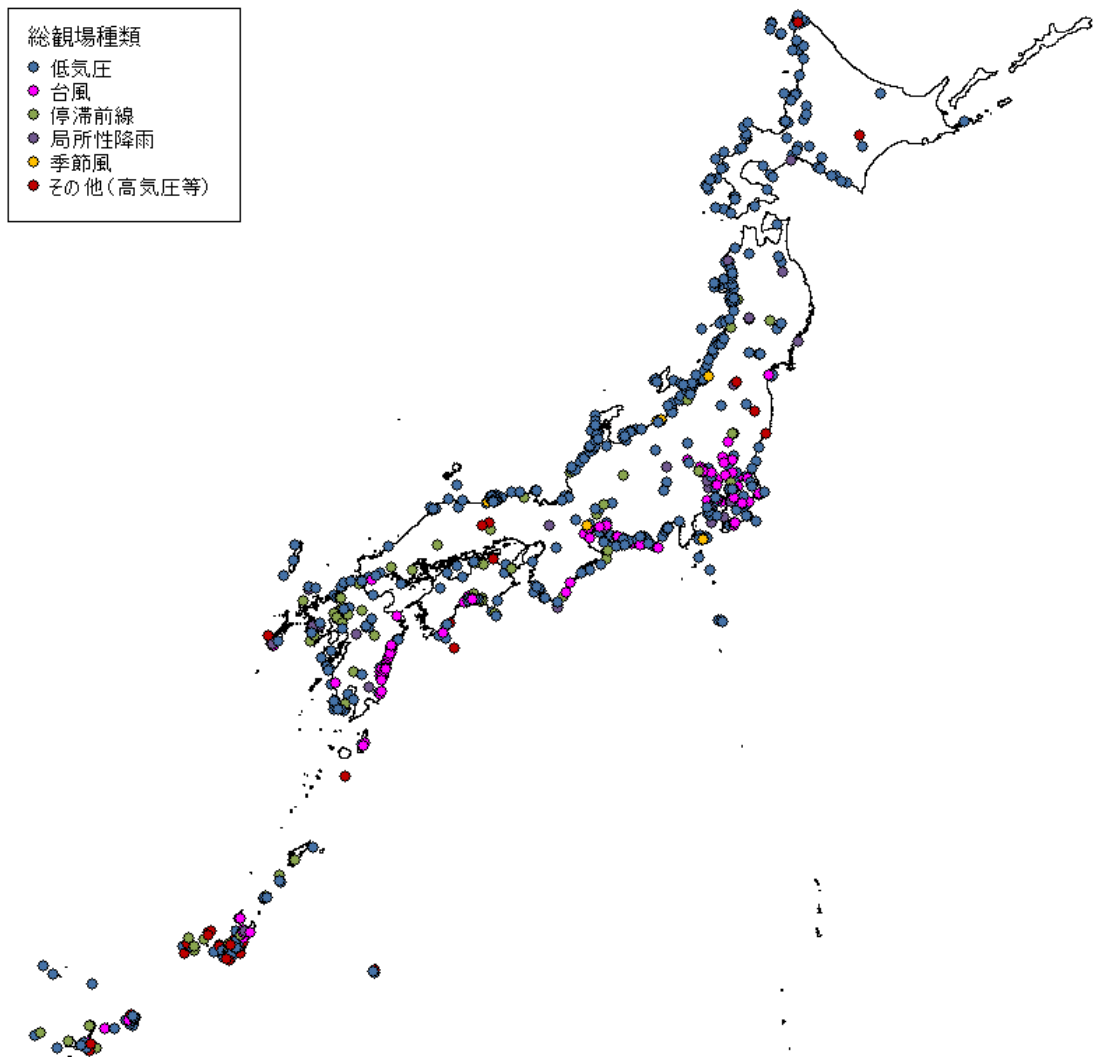 総観場種類
低気圧
台風
停滞前線
局所性降雨
季節風
その他(高気圧等)